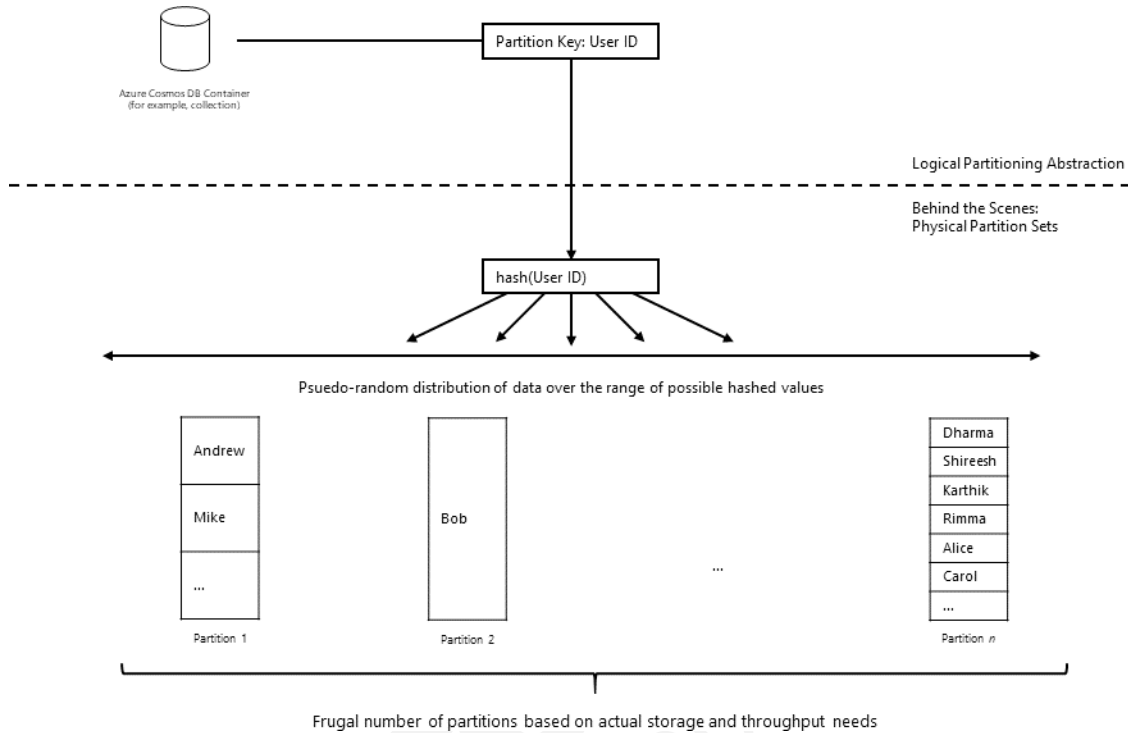 Partition Key: User ID
Azure Cosmos DB Container
(for example, collection)
Logical Partitioning Abstraction
Behind the Scenes:
Physical Partition Sets
hash(User ID)
Psuedo-random distribution of data over the range of possible hashed values
Andrew
Mike
...
Partition 1
Bob
Partition 2
...
Dharma
Shireesh
Karthik
Rimma
Alice
Carol
...
Partition n
Frugal number of partitions based on actual storage and throughput needs